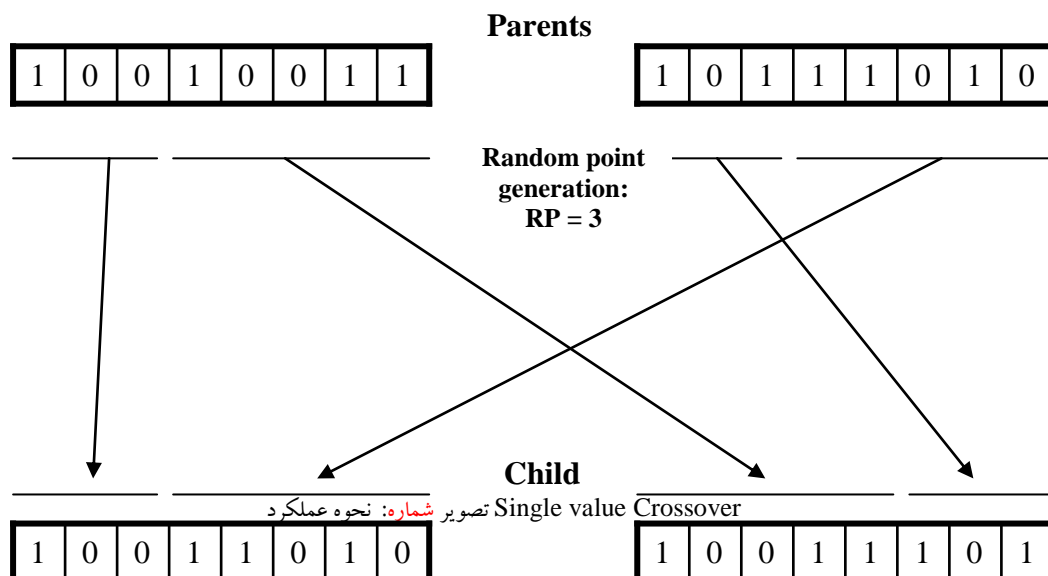 Parents
1 0 0 1 0 0 1 1
1 0 1 1 1 0 1 0
Random point
generation:
RP = 3
Child
تصویر شماره: نحوه عملکرد Single value Crossover
1 0 0 1 1 0 1 0
1 0 0 1 1 1 0 1